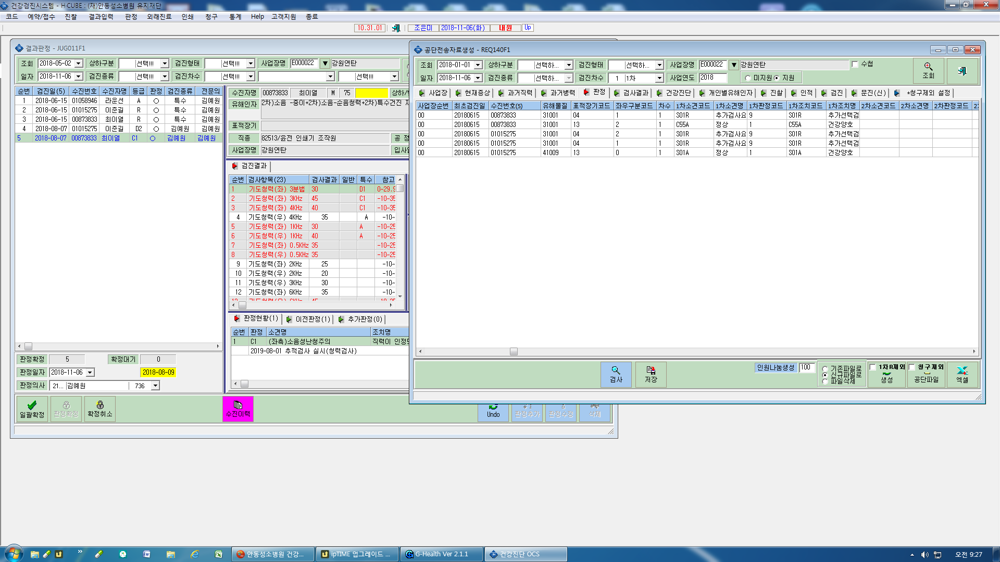 건강검진시스템 - H-CUBE : (재)안동성소병원 유지재단
코드 예약/접수 진찰 결과입력 판정 외래진료 인쇄 청구 통계 Help 고객지원 종료
10.31.01 조은미 2018-11-06(화) 내원 Up
결과판정 - JUG011F1
조회 2018-05-02 상하구분 |선택!!! 검진형태 |선택!!! 사업장명 E000022 강원연탄
일자 2018-11-06 검진종류 |선택!!! 검진차수 |선택!!! |선택!!!
순번 검진일(5) 수진번호 수진자명 등급 판정 검진종류 전문의
1 2018-06-15 01058946 라운선 A ○ 특수 김예원
2 2018-06-15 01015275 이준길 R ○ 특수 김예원
3 2018-06-15 00873833 최미열 R ○ 특수 김예원
4 2018-08-07 01015275 이준길 D2 ○ 김예원 김예원
5 2018-08-07 00873833 최미열 C1 ○ 김예원 김예원
판정확정 5 확정대기 0
판정일자 2018-11-06 2018-08-09
판정의사 21... |김예원 | 736
일괄확정 판정확정 확정취소 수진이력 Undo 판정추가 판정수정 삭제
수진자명 00873833 최미열 M 75
유해인자 2차)소음 -중이+2차)소음-순음청력+2차)특수건진
표적장기
직종 82513/윤전 인쇄기 조작원 공 정
사업장명 강원연탄
검진결과
순번 검사항목(23) 검사결과 일반 특수 참고
1 기도청력(좌) 3분법 30 D1 0~29.9
2 기도청력(좌) 3KHz 45 C1 -10~35
3 기도청력(좌) 4KHz 40 C1 -10~35
4 기도청력(우) 4KHz 35 A -10~
5 기도청력(좌) 1KHz 30 A -10~25
6 기도청력(우) 1KHz 40 A -10~25
7 기도청력(좌) 0.5KHz 35 -10~25
8 기도청력(우) 0.5KHz 35 -10~25
9 기도청력(좌) 2KHz 25 -10~
10 기도청력(우) 2KHz 20 -10~
11 기도청력(우) 3KHz 30 -10~
12 기도청력(좌) 6KHz 35 -10~
판정현황(1) 이전판정(1) 추가판정(0)
순번 판정 소견명 조치명
1 C1 (좌측)소음성난청주의 직력이
2019-08-01 추적검사 실시(청력검사)
공단전송자료생성 - REQ140F1
조회 2018-01-01 상하구분 |선택하... 검진형태 |선택하... 사업장명 E000022 강원연탄 수첩 조회
일자 2018-11-06 검진종류 |선택하... 검진차수 1 |1차 사업연도 2018 미지원 지원
사업장 현재증상 과거직력 과거병력 판정 검사결과 건강진단 개인별유해인자 진찰 인적 검진 문진(신) *청구제외 설정
사업장순번 최초검진일 수진번호(5) 유해물질 표적장기코드 좌우구분코드 차수 1차소견코드 1차소견명 1차판정코드 1차조치코드 1차조치명 2차소견코드 2차소견명 2차판정코드
00 20180615 00873833 31001 04 1 1 S01R 추가검사요 9 S01R 추가선택검
00 20180615 00873833 31001 13 2 1 C55A 정상 1 C55A 건강양호
00 20180615 01015275 31001 04 2 1 S01R 추가검사요 9 S01R 추가선택검
00 20180615 01015275 31001 04 1 1 S01R 추가검사요 9 S01R 추가선택검
00 20180615 01015275 41009 13 0 1 S01A 정상 1 S01A 건강양호
검사 저장 인원나눔생성 100
기존파일로
신규파일로
파일삭제
1차R제외 생성
청구제외 공단파일
엑셀
안동성소병원 건강... ipTIME 업그레이드 ... G-Health Ver 2.1.1 건강진단 OCS 오전 9:27